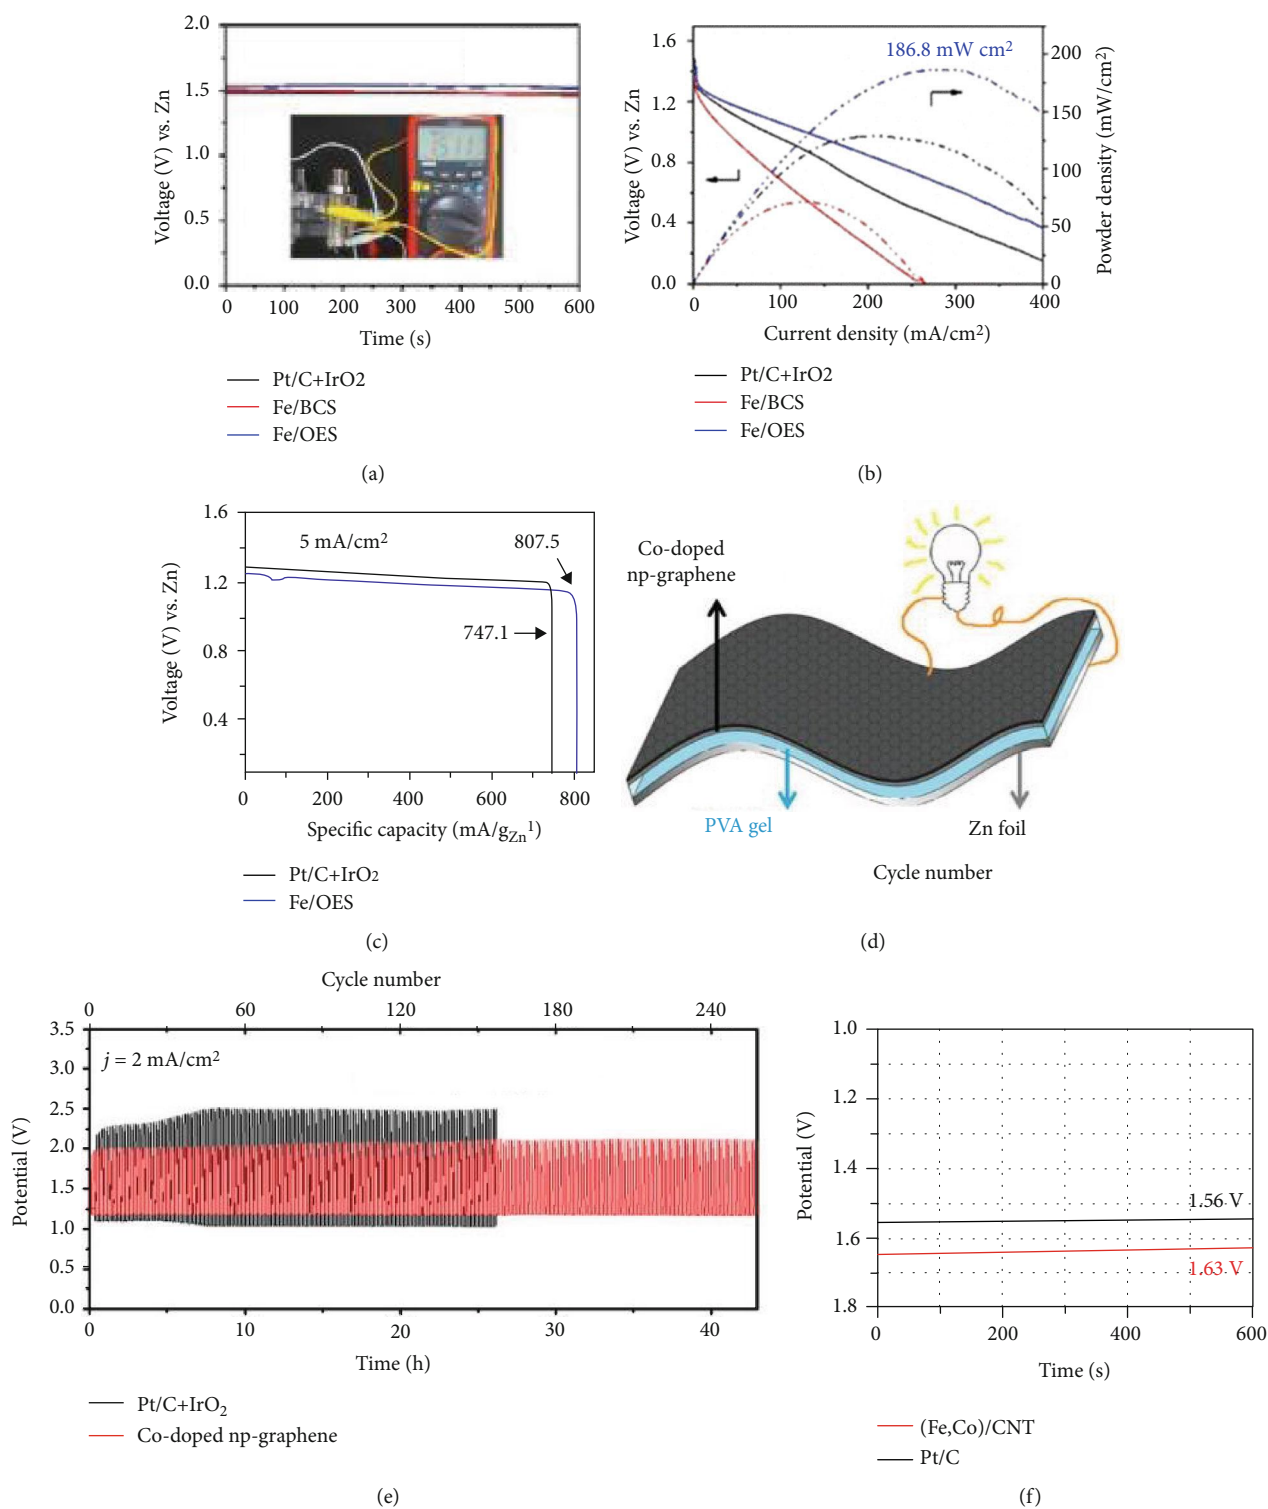 2.0
1.5
1.0
0.5
0.0
Voltage (V) vs. Zn
0 100 200 300 400 500 600
Time (s)
Pt/C+IrO2
Fe/BCS
Fe/OES
(a)
1.6
1.2
0.8
0.4
0.0
Voltage (V) vs. Zn
186.8 mW cm2
200
150
100
50
0
Powder density (mW/cm2)
0 100 200 300 400
Current density (mA/cm2)
Pt/C+IrO2
Fe/BCS
Fe/OES
(b)
1.6
1.2
0.8
0.4
Voltage (V) vs. Zn)
5 mA/cm2
807.5
747.1
0 200 400 600 800
Specific capacity (mA/gZn1)
Pt/C+IrO2
Fe/OES
(c)
Co-doped
np-graphene
PVA gel
Zn foil
Cycle number
(d)
Cycle number
0 60 120 180 240
3.5
3.0
2.5
2.0
1.5
1.0
0.5
0.0
Potential (V)
j = 2 mA/cm2
0 10 20 30 40
Time (h)
Pt/C+IrO2
Co-doped np-graphene
(e)
1.0
1.2
1.4
1.6
1.8
Potential (V)
1.56 V
1.63 V
0 200 400 600
Time (s)
(Fe,Co)/CNT
Pt/C
(f)